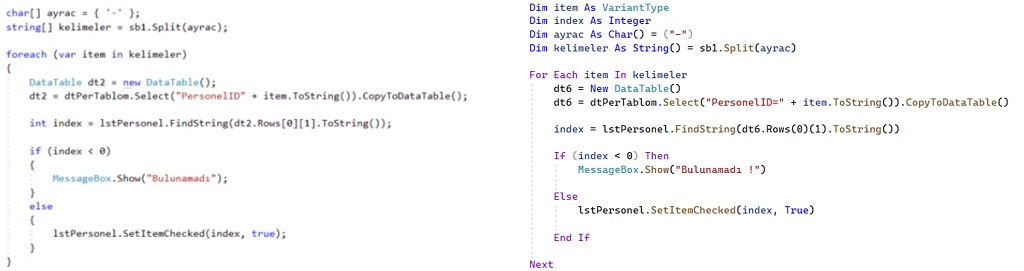 char[] ayrac = { '-' };
string[] kelimeler = sb1.Split(ayrac);
foreach (var item in kelimeler)
{
DataTable dt2 = new DataTable();
dt2 = dtPerTablom.Select("PersonelID" + item.ToString()).CopyToDataTable();
int index = lstPersonel.FindString(dt2.Rows[0][1].ToString());
if (index < 0)
{
MessageBox.Show("Bulunamadı");
}
else
{
lstPersonel.SetItemChecked(index, true);
}
}
Dim item As VariantType
Dim index As Integer
Dim ayrac As Char() = ("-")
Dim kelimeler As String() = sb1.Split(ayrac)
For Each item In kelimeler
dt6 = New DataTable()
dt6 = dtPerTablom.Select("PersonelID=" + item.ToString()).CopyToDataTable()
index = lstPersonel.FindString(dt6.Rows(0)(1).ToString())
If (index < 0) Then
MessageBox.Show("Bulunamadı !")
Else
lstPersonel.SetItemChecked(index, True)
End If
Next